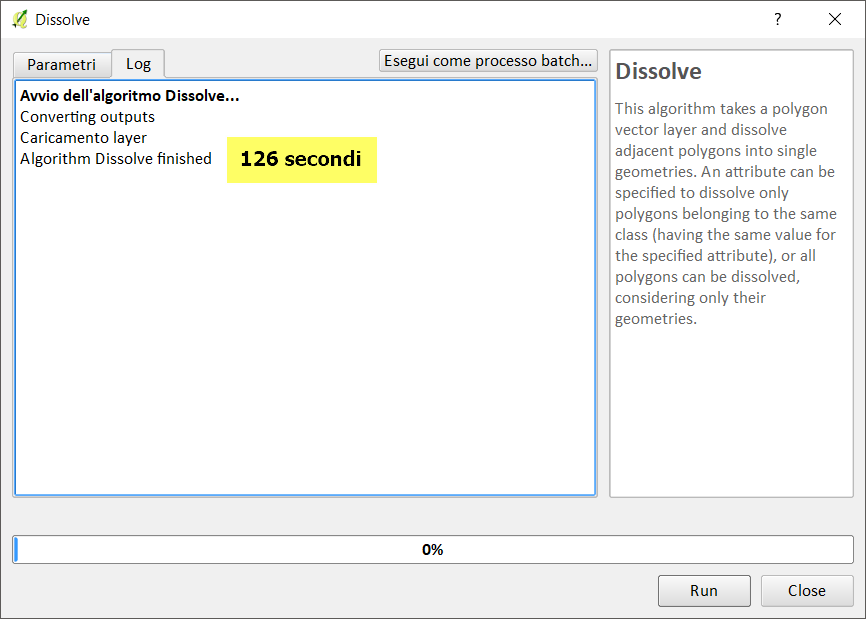 Dissolve
?
Parametri
Log
Esegui come processo batch...
Avvio dell'algoritmo Dissolve...
Converting outputs
Caricamento layer
Algorithm Dissolve finished
126 secondi
Dissolve
This algorithm takes a polygon
vector layer and dissolve
adjacent polygons into single
geometries. An attribute can be
specified to dissolve only
polygons belonging to the same
class (having the same value for
the specified attribute), or all
polygons can be dissolved,
considering only their
geometries.
0%
Run
Close